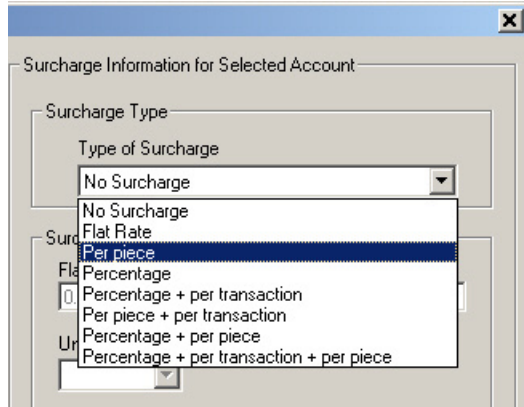 Surcharge Information for Selected Account
Surcharge Type
Type of Surcharge
No Surcharge
No Surcharge
Flat Rate
Per piece
Percentage
Percentage + per transaction
Per piece + per transaction
Percentage + per piece
Percentage + per transaction + per piece